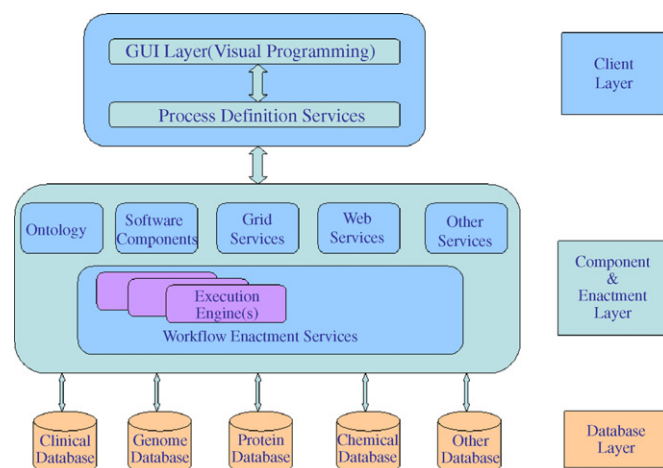 GUI Layer(Visual Programming)
Process Definition Services
Client
Layer
Ontology
Software
Components
Grid
Services
Web
Services
Other
Services
Execution
Engine(s)
Workflow Enactment Services
Component
&
Enactment
Layer
Clinical
Database
Genome
Database
Protein
Database
Chemical
Database
Other
Database
Database
Layer